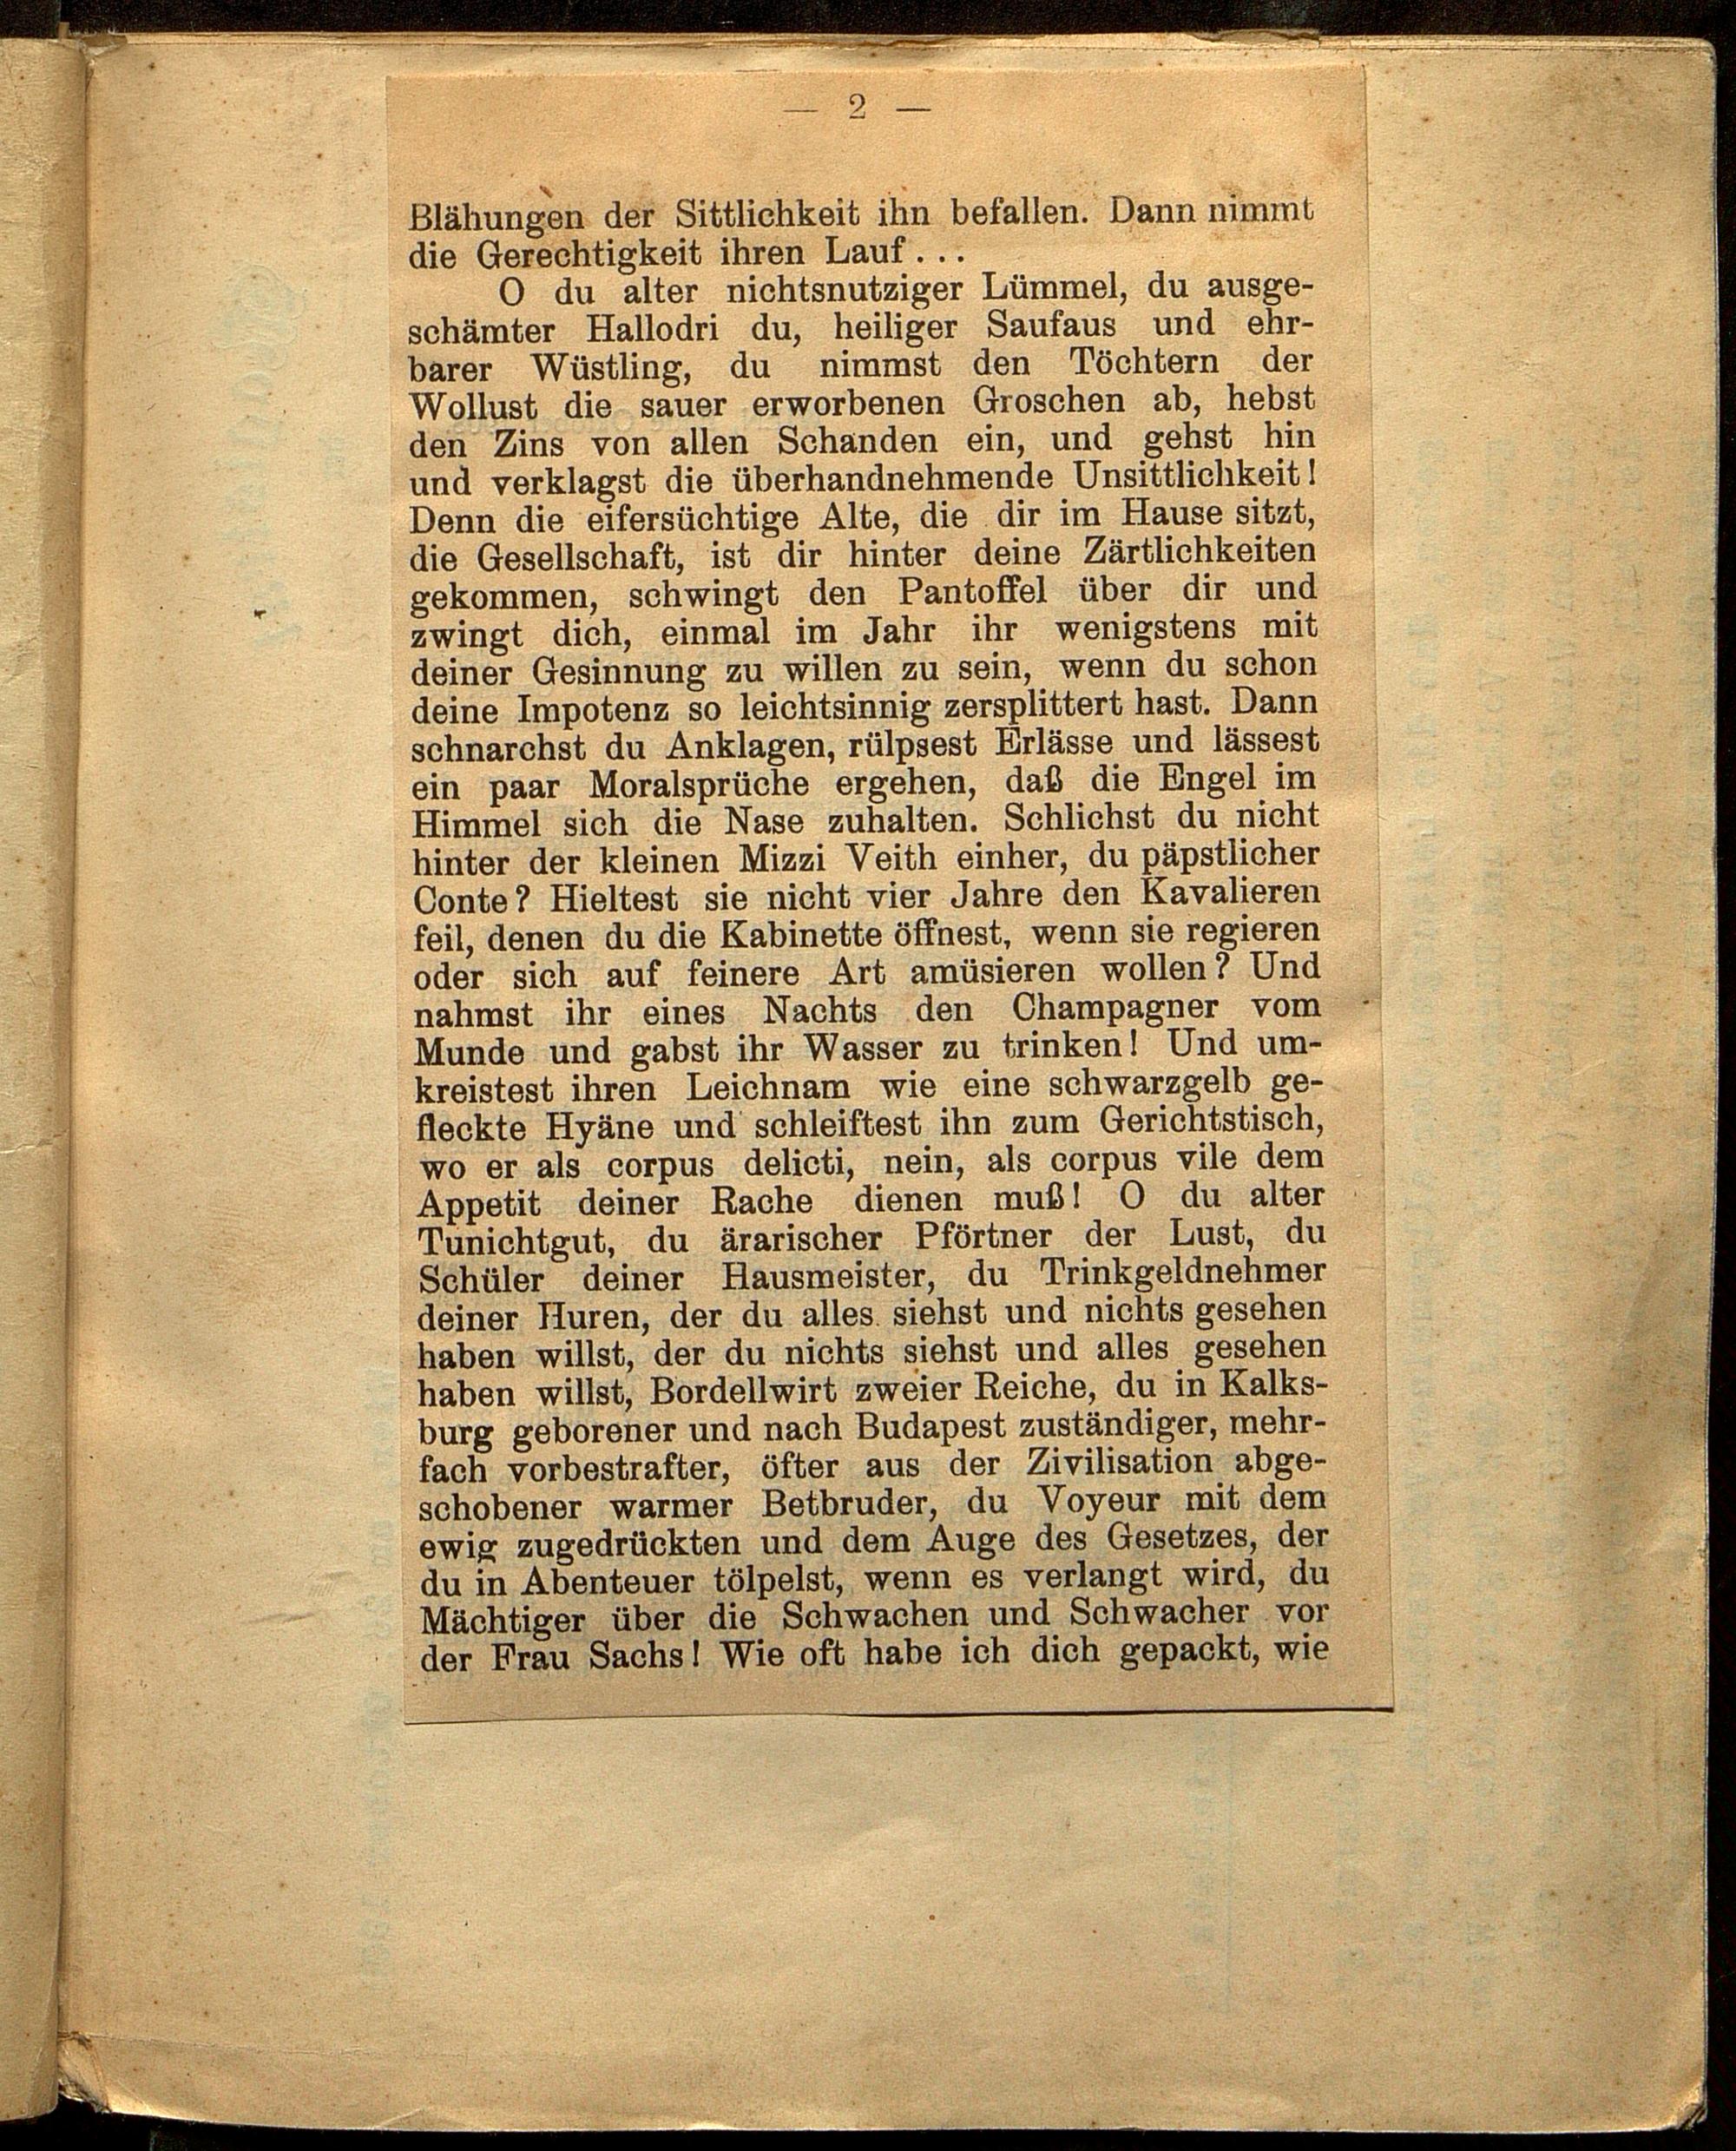 — 2 —
Blähungen der Sittlichkeit ihn befallen. Dann nimmt
die Gerechtigkeit ihren Lauf...
O du alter nichtsnutziger Lümmel, du ausge-
schämter Hallodri du, heiliger Saufaus und ehr-
barer Wüstling, du nimmst den Töchtern der
Wollust die sauer erworbenen Groschen ab, hebst
den Zins von allen Schanden ein, und gehst hin
und verklagst die überhandnehmende Unsittlichkeit!
Denn die eifersüchtige Alte, die dir im Hause sitzt,
die Gesellschaft, ist dir hinter deine Zärtlichkeiten
gekommen, schwingt den Pantoffel über dir und
zwingt dich, einmal im Jahr ihr wenigstens mit
deiner Gesinnung zu willen zu sein, wenn du schon
deine Impotenz so leichtsinnig zersplittert hast. Dann
schnarchst du Anklagen, rülpsest Erlässe und lässest
ein paar Moralsprüche ergehen, daß die Engel im
Himmel sich die Nase zuhalten. Schlichst du nicht
hinter der kleinen Mizzi Veith einher, du päpstlicher
Conte? Hieltest sie nicht vier Jahre den Kavalieren
feil, denen du die Kabinette öffnest, wenn sie regieren
oder sich auf feinere Art amüsieren wollen? Und
nahmst ihr eines Nachts den Champagner vom
Munde und gabst ihr Wasser zu trinken! Und um-
kreistest ihren Leichnam wie eine schwarzgelb ge-
fleckte Hyäne und schleiftest ihn zum Gerichtstisch,
wo er als corpus delicti, nein, als corpus vile dem
Appetit deiner Rache dienen muß! O du alter
Tunichtgut, du ärarischer Pförtner der Lust, du
Schüler deiner Hausmeister, du Trinkgeldnehmer
deiner Huren, der du alles siehst und nichts gesehen
haben willst, der du nichts siehst und alles gesehen
haben willst, Bordellwirt zweier Reiche, du in Kalks-
burg geborener und nach Budapest zuständiger, mehr-
fach vorbestrafter, öfter aus der Zivilisation abge-
schobener warmer Betbruder, du Voyeur mit dem
ewig zugedrückten und dem Auge des Gesetzes, der
du in Abenteuer tölpelst, wenn es verlangt wird, du
Mächtiger über die Schwachen und Schwacher vor
der Frau Sachs! Wie oft habe ich dich gepackt, wie